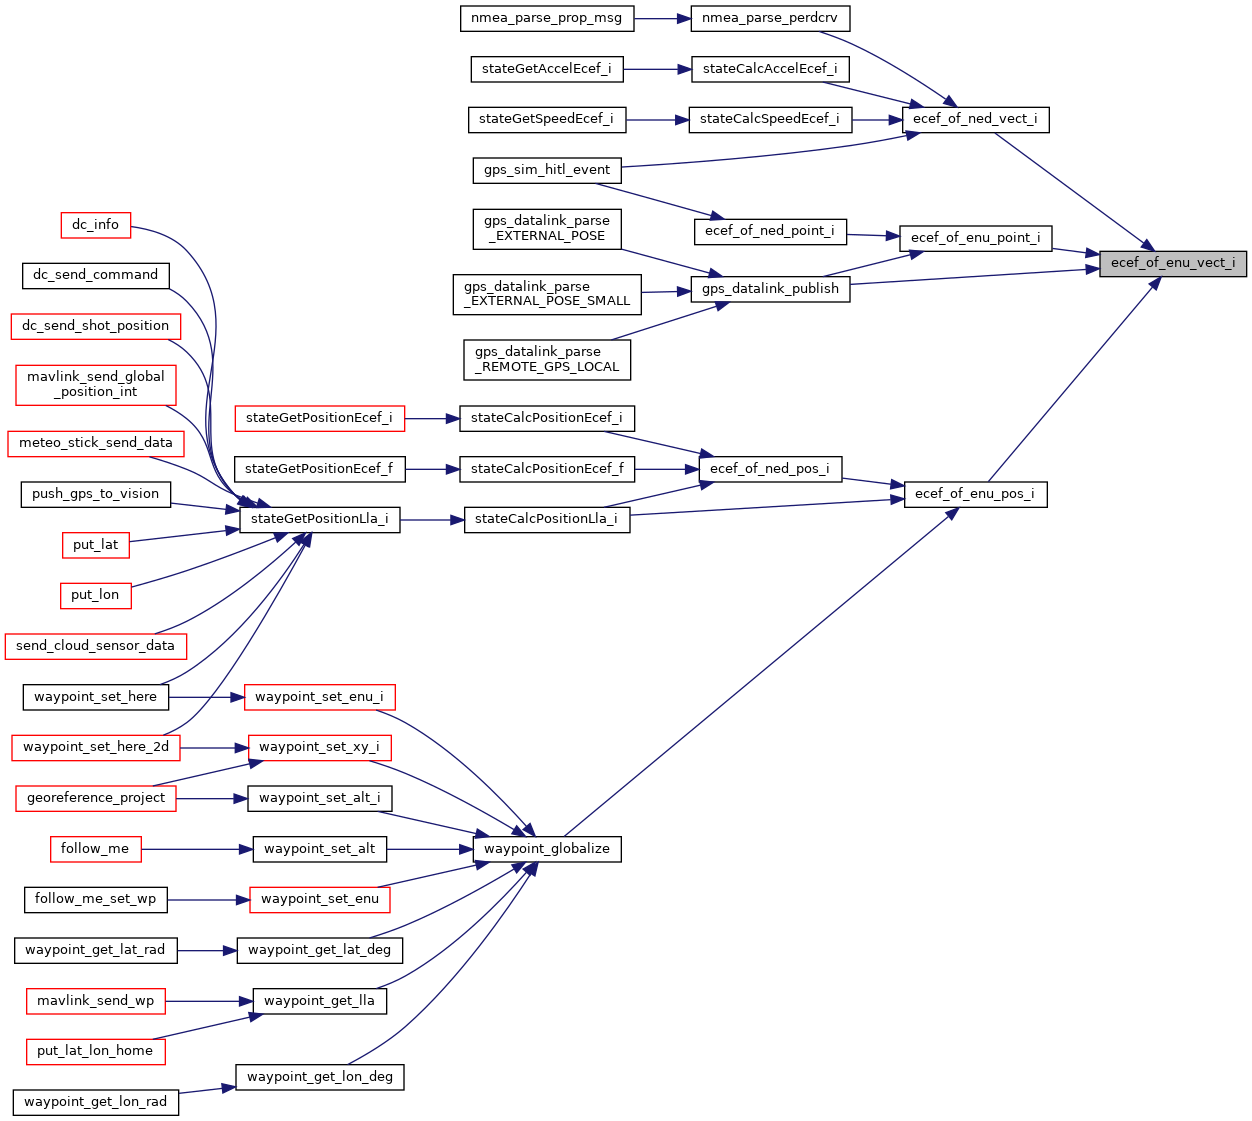 nmea_parse_prop_msg
nmea_parse_perdcrv
stateGetAccelEcef_i
stateCalcAccelEcef_i
stateGetSpeedEcef_i
stateCalcSpeedEcef_i
ecef_of_ned_vect_i
gps_sim_hitl_event
dc_info
gps_datalink_parse
_EXTERNAL_POSE
ecef_of_ned_point_i
ecef_of_enu_point_i
ecef_of_enu_vect_i
dc_send_command
gps_datalink_parse
_EXTERNAL_POSE_SMALL
gps_datalink_publish
dc_send_shot_position
gps_datalink_parse
_REMOTE_GPS_LOCAL
mavlink_send_global
_position_int
stateGetPositionEcef_i
stateCalcPositionEcef_i
meteo_stick_send_data
stateGetPositionEcef_f
stateCalcPositionEcef_f
ecef_of_ned_pos_i
push_gps_to_vision
ecef_of_enu_pos_i
stateGetPositionLla_i
stateCalcPositionLla_i
put_lat
put_lon
send_cloud_sensor_data
waypoint_set_here
waypoint_set_enu_i
waypoint_set_here_2d
waypoint_set_xy_i
georeference_project
waypoint_set_alt_i
follow_me
waypoint_set_alt
waypoint_globalize
follow_me_set_wp
waypoint_set_enu
waypoint_get_lat_rad
waypoint_get_lat_deg
mavlink_send_wp
waypoint_get_lla
put_lat_lon_home
waypoint_get_lon_deg
waypoint_get_lon_rad